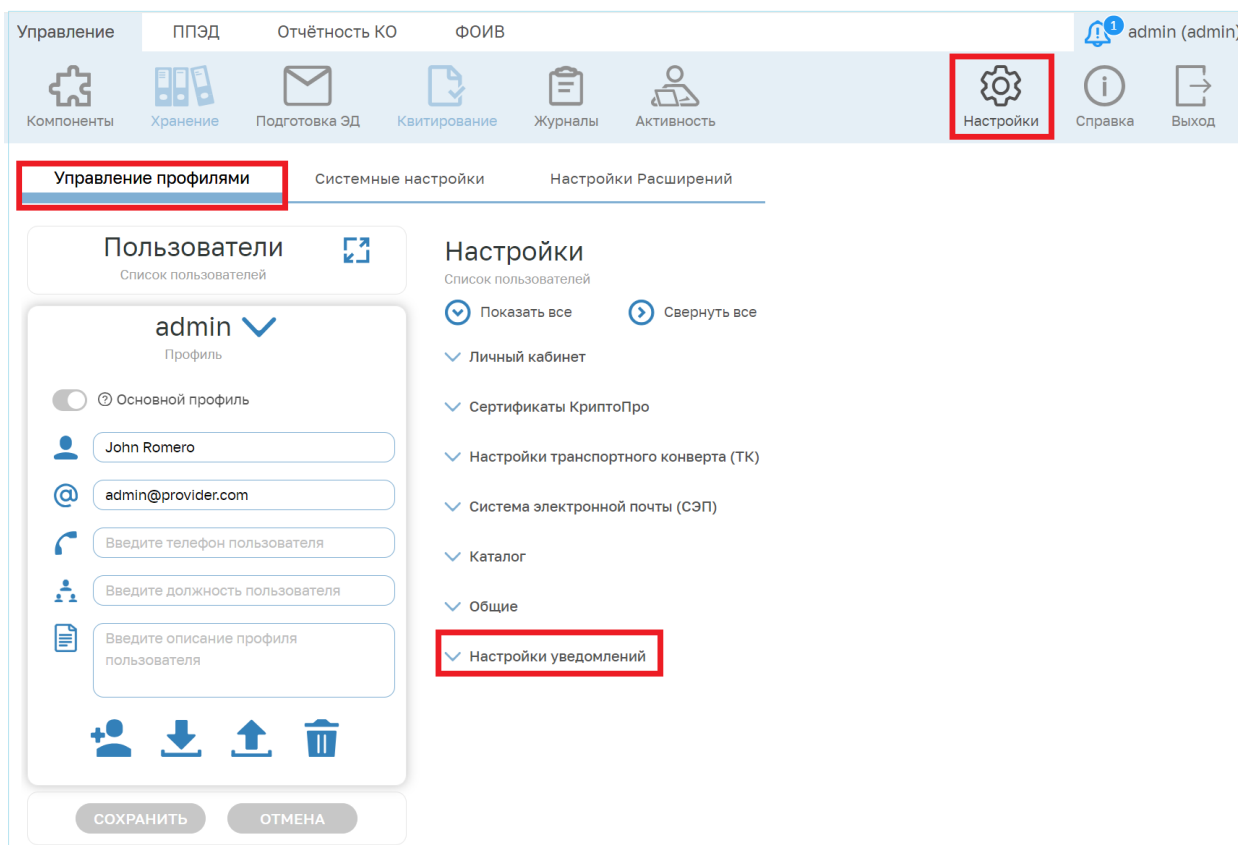 Управление ППЭД Отчётность КО ФОИВ 1 admin (admin)
Компоненты Хранение Подготовка ЭД Квитирование Журналы Активность Настройки Справка Выход
Управление профилями Системные настройки Настройки Расширений
Пользователи
Список пользователей
admin
Профиль
? Основной профиль
John Romero
@ admin@provider.com
Введите телефон пользователя
Введите должность пользователя
Введите описание профиля
пользователя
СОХРАНИТЬ ОТМЕНА
Настройки
Список пользователей
Показать все Свернуть все
Личный кабинет
Сертификаты КриптоПро
Настройки транспортного конверта (ТК)
Система электронной почты (СЭП)
Каталог
Общие
Настройки уведомлений